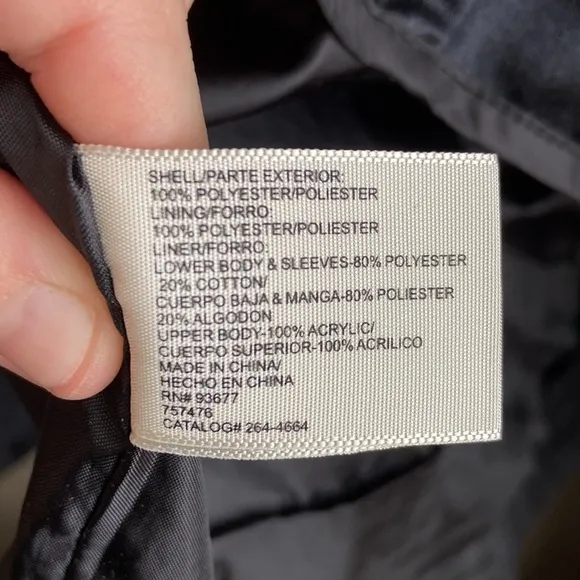 SHELL/PARTE EXTERIOR:
100% POLYESTER/POLIESTER
LINING/FORRO:
100% POLYESTER/POLIESTER
LINER/FORRO:
LOWER BODY & SLEEVES-80% POLYESTER
20% COTTON/
CUERPO BAJA & MANGA-80% POLIESTER
20% ALGODON
UPPER BODY-100% ACRYLIC/
CUERPO SUPERIOR-100% ACRILICO
MADE IN CHINA/
HECHO EN CHINA
RN# 93677
757476
CATALOG# 264-4664